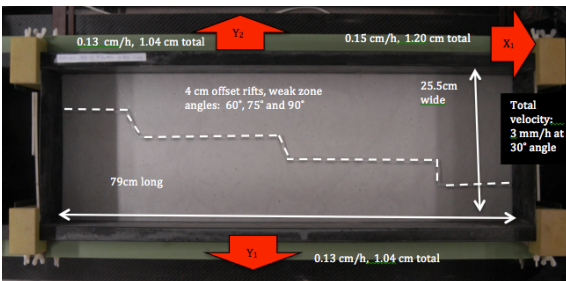 0.13 cm/h, 1.04 cm total
Y2
0.15 cm/h, 1.20 cm total
X1
4 cm offset rifts, weak zone
angles: 60˚, 75˚ and 90˚
25.5cm
wide
Total
velocity:
3 mm/h at
30˚ angle
79cm long
Y1
0.13 cm/h, 1.04 cm total